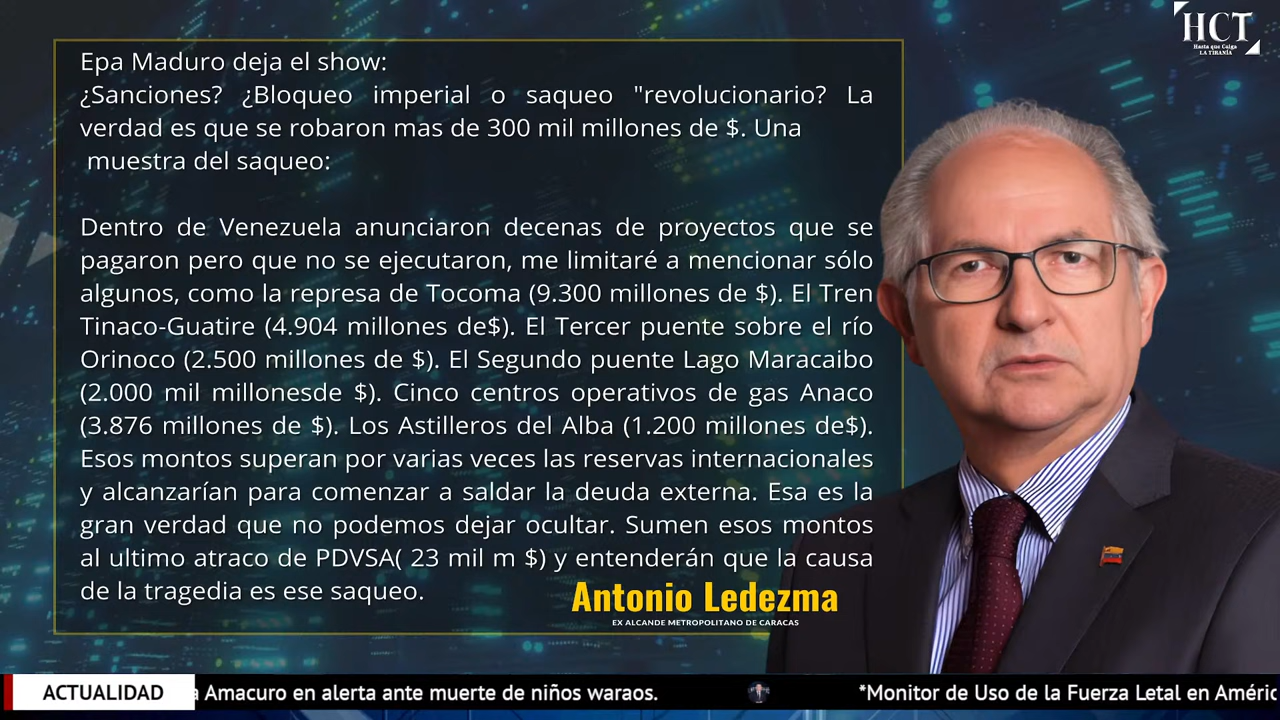 HCT
Hasta que Caiga
LA TIRANÍA
Epa Maduro deja el show:
¿Sanciones? ¿Bloqueo imperial o saqueo "revolucionario? La
verdad es que se robaron mas de 300 mil millones de $. Una
muestra del saqueo:
Dentro de Venezuela anunciaron decenas de proyectos que se
pagaron pero que no se ejecutaron, me limitaré a mencionar sólo
algunos, como la represa de Tocoma (9.300 millones de $). El Tren
Tinaco-Guatire (4.904 millones de$). El Tercer puente sobre el río
Orinoco (2.500 millones de $). El Segundo puente Lago Maracaibo
(2.000 mil millonesde $). Cinco centros operativos de gas Anaco
(3.876 millones de $). Los Astilleros del Alba (1.200 millones de$).
Esos montos superan por varias veces las reservas internacionales
y alcanzarían para comenzar a saldar la deuda externa. Esa es la
gran verdad que no podemos dejar ocultar. Sumen esos montos
al ultimo atraco de PDVSA( 23 mil m $) y entenderán que la causa
de la tragedia es ese saqueo.
Antonio Ledezma
EX ALCANDE METROPOLITANO DE CARACAS
ACTUALIDAD a Amacuro en alerta ante muerte de niños waraos. *Monitor de Uso de la Fuerza Letal en Améric